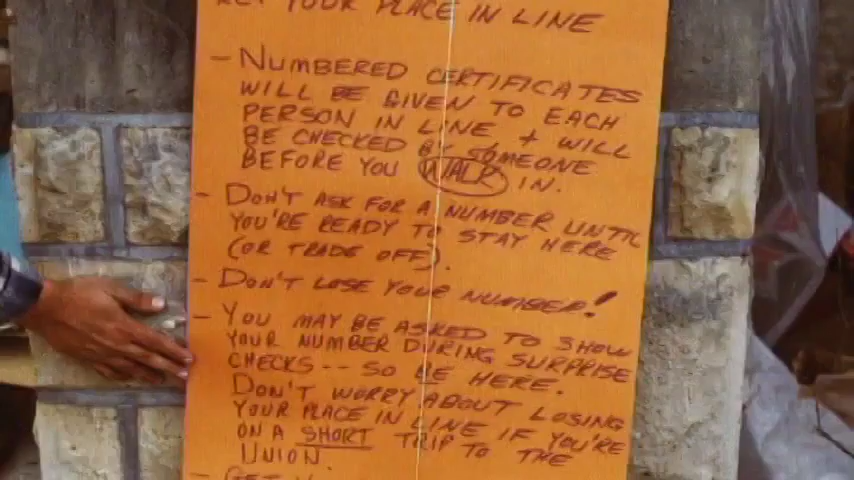 YOUR PLACE IN LINE
- NUMBERED CERTIFICATES
WILL BE GIVEN TO EACH
PERSON IN LINE + WILL
BE CHECKED BY SOMEONE
BEFORE YOU WALK IN.
- DON'T ASK FOR A NUMBER UNTIL
YOU'RE READY TO STAY HERE
(OR TRADE OFF).
- DON'T LOSE YOUR NUMBER!
- YOU MAY BE ASKED TO SHOW
YOUR NUMBER DURING SURPRISE
CHECKS -- SO BE HERE.
DON'T WORRY ABOUT LOSING
YOUR PLACE IN LINE IF YOU'RE
ON A SHORT TRIP TO THE
UNION.